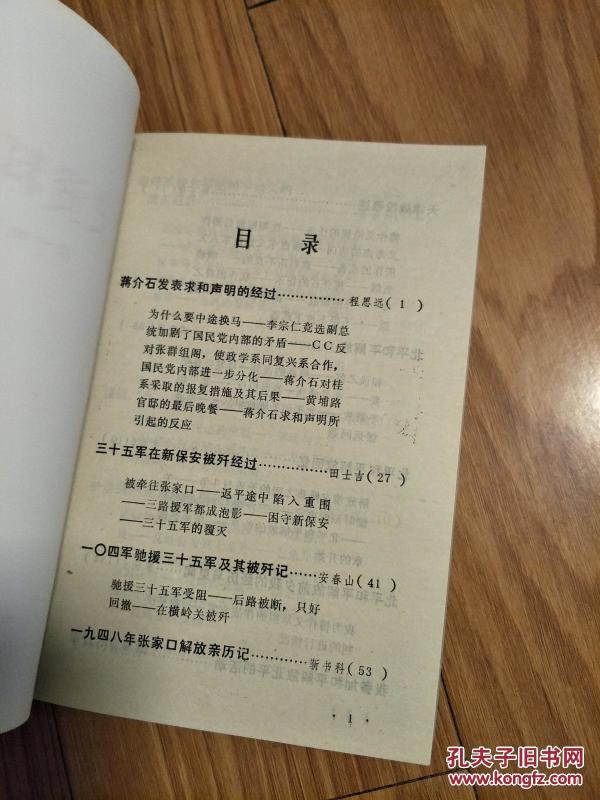 目 录
蒋介石发表求和声明的经过……………程思远(1)
为什么要中途换马——李宗仁竞选副总
统加剧了国民党内部的矛盾——CC反
对张群组阁,使政学系同复兴系合作,
国民党内部进一步分化——蒋介石对桂
系采取的报复措施及其后果——黄埔路
官邸的最后晚餐——蒋介石求和声明所
引起的反应
三十五军在新保安被歼经过……………田士吉(27)
被牵往张家口——返平途中陷入重围
——三路援军都成泡影——困守新保安
——三十五军的覆灭
一〇四军驰援三十五军及其被歼记……安春山(41)
驰援三十五军受阻——后路被断,只好
回撤——在横岭关被歼
一九四八年张家口解放亲历记…………靳书科(53)
·1·
孔夫子旧书网
www.kongfz.com